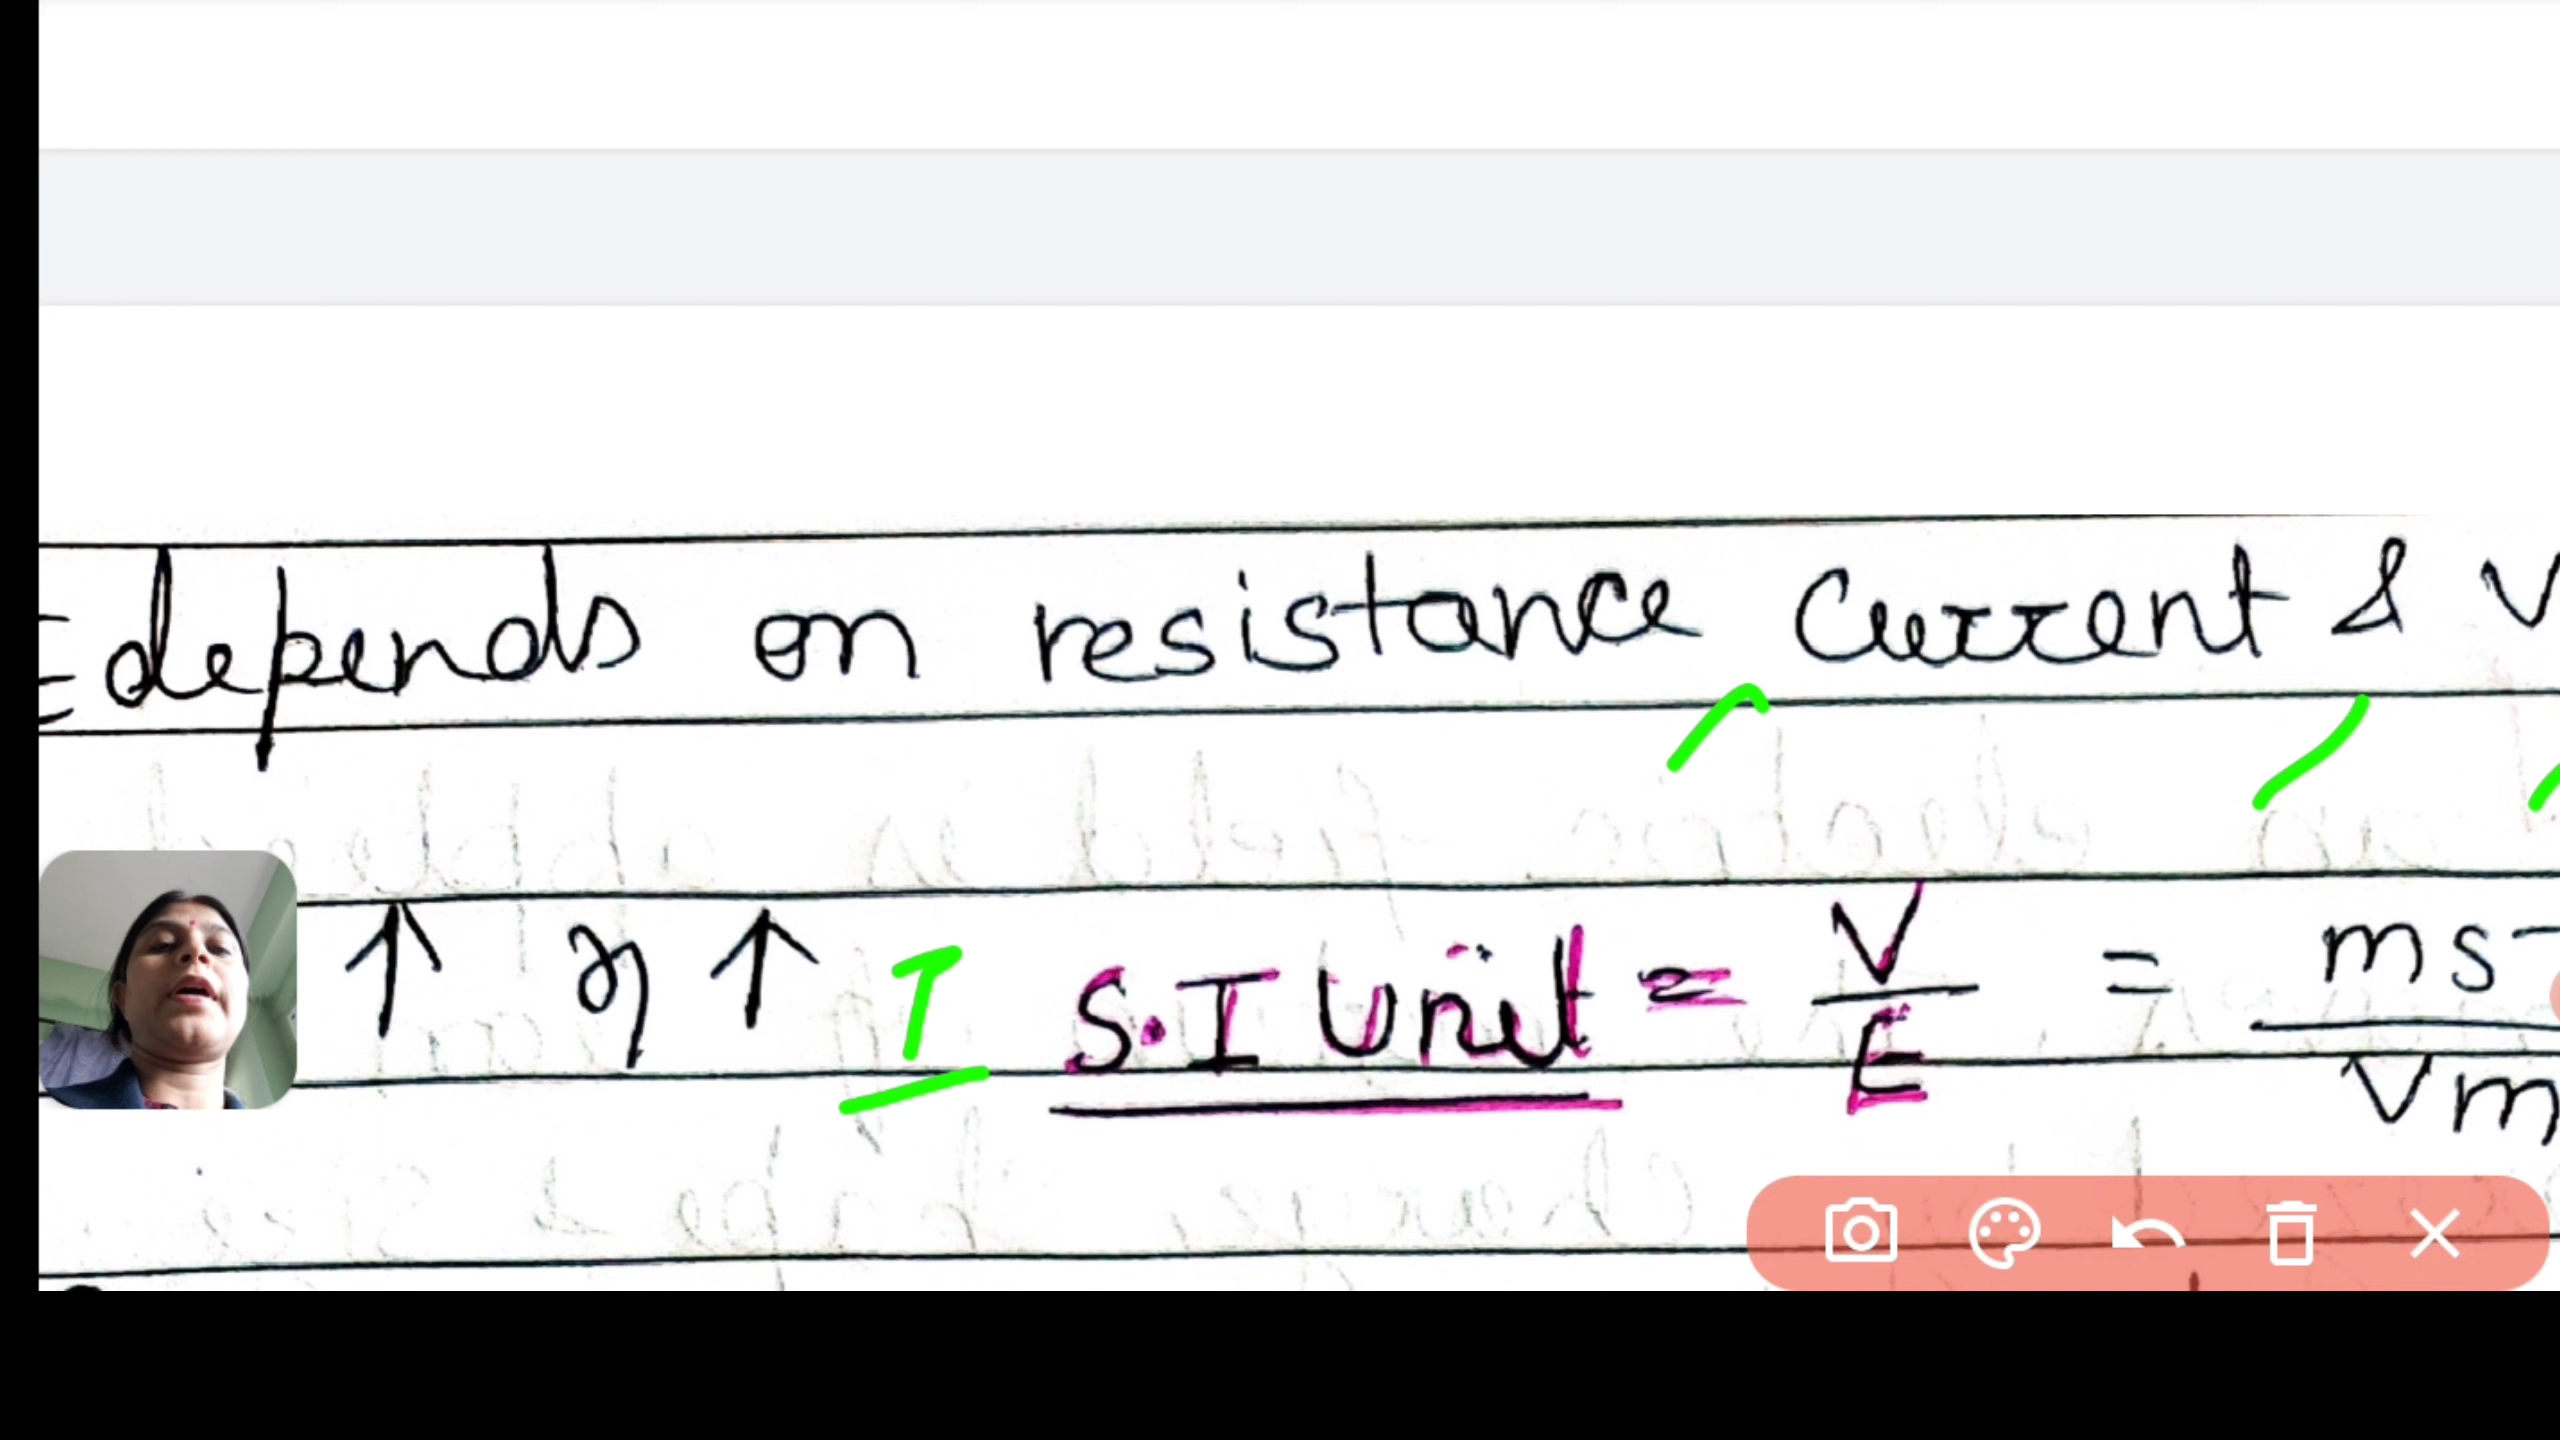 depends on resistance Current & V
↑ η ↑ T S.I Unit = V/E = ms-/Vm